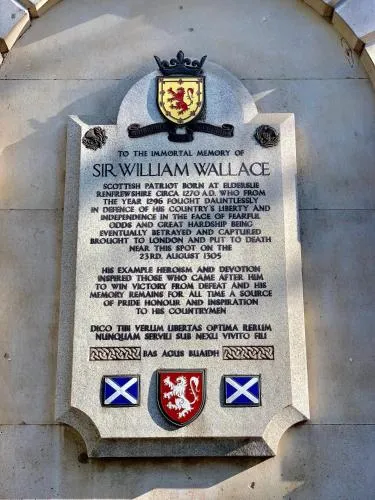 TO THE IMMORTAL MEMORY OF
SIR WILLIAM WALLACE
SCOTTISH PATRIOT BORN AT ELDERSLIE
RENFREWSHIRE CIRCA 1270 A.D. WHO FROM
THE YEAR 1296 FOUGHT DAUNTLESSLY
IN DEFENCE OF HIS COUNTRY'S LIBERTY AND
INDEPENDENCE IN THE FACE OF FEARFUL
ODDS AND GREAT HARDSHIP BEING
EVENTUALLY BETRAYED AND CAPTURED
BROUGHT TO LONDON AND PUT TO DEATH
NEAR THIS SPOT ON THE
23RD. AUGUST 1305
HIS EXAMPLE HEROISM AND DEVOTION
INSPIRED THOSE WHO CAME AFTER HIM
TO WIN VICTORY FROM DEFEAT AND HIS
MEMORY REMAINS FOR ALL TIME A SOURCE
OF PRIDE HONOUR AND INSPIRATION
TO HIS COUNTRYMEN
DICO TIBI VERUM LIBERTAS OPTIMA RERUM
NUNQUAM SERVILI SUB NEXU VIVITO FILI
BAS AGUS BUAIDH